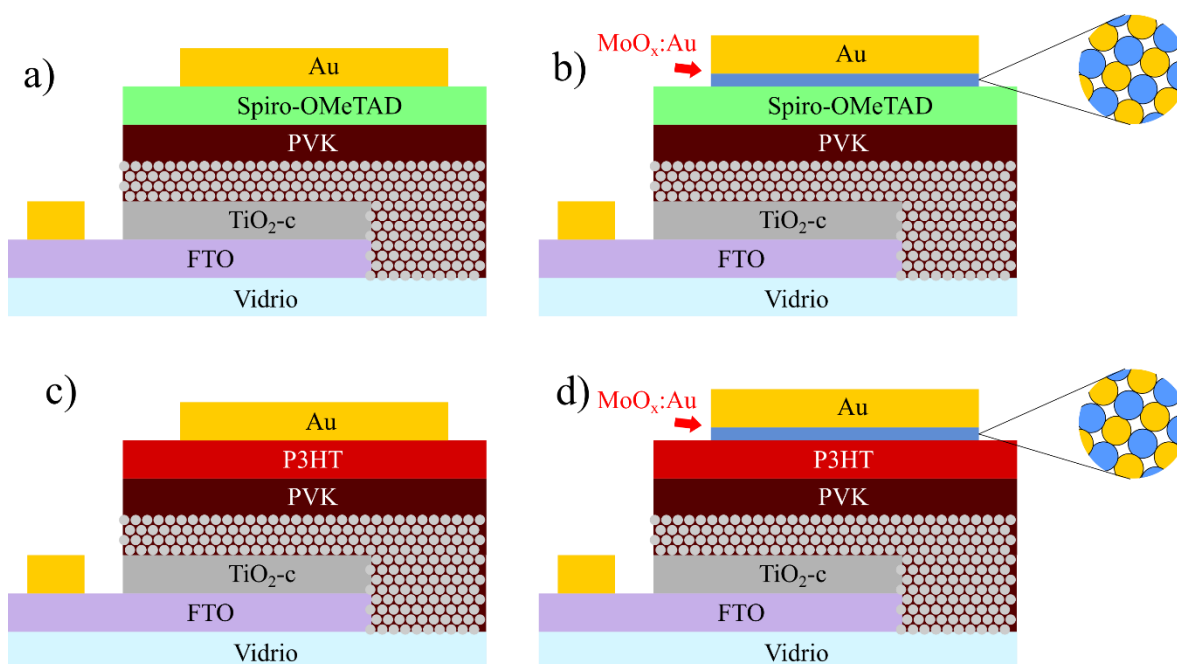 a)
Au
Spiro-OMeTAD
PVK
TiO₂-c
FTO
Vidrio
b)
MoOₓ:Au
Au
Spiro-OMeTAD
PVK
TiO₂-c
FTO
Vidrio
c)
Au
P3HT
PVK
TiO₂-c
FTO
Vidrio
d)
MoOₓ:Au
Au
P3HT
PVK
TiO₂-c
FTO
Vidrio